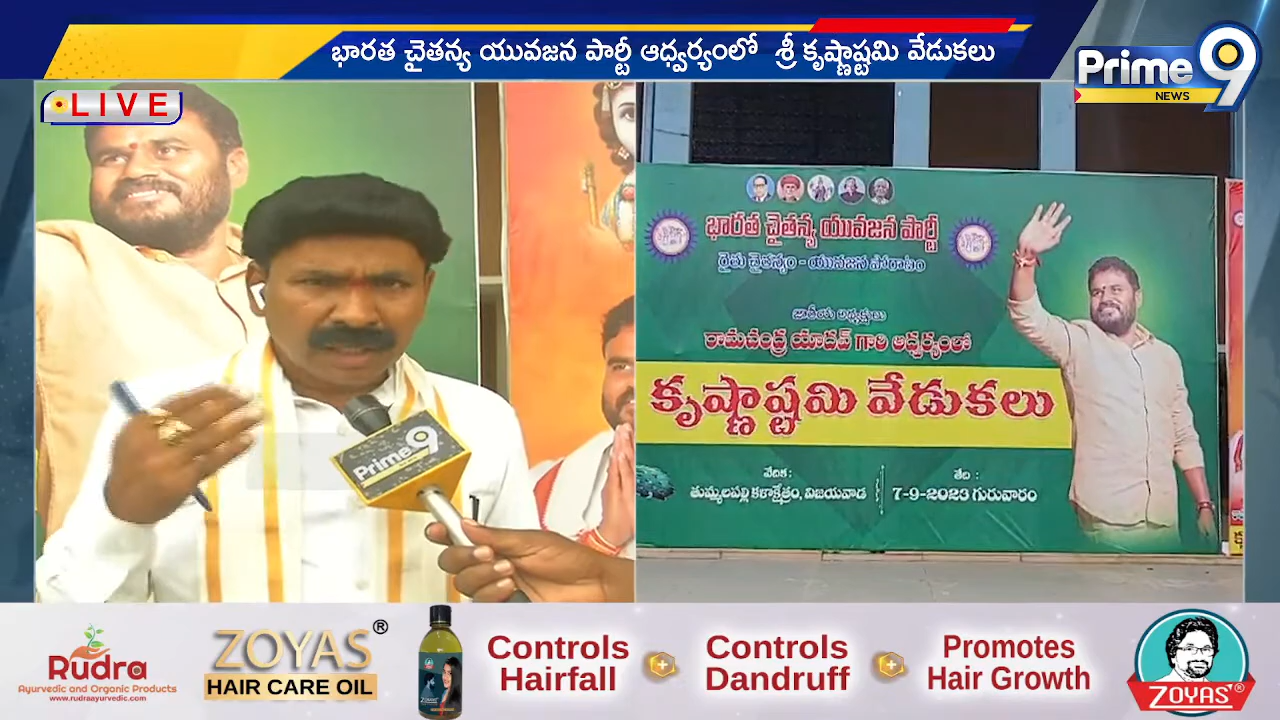 భారత చైతన్య యువజన పార్టీ ఆధ్వర్యంలో శ్రీ కృష్ణాష్టమి వేడుకలు
Prime9
NEWS
LIVE
భారత చైతన్య యువజన పార్టీ
రైతు చైతన్యం - యువజన పోరాటం
జాతీయ అధ్యక్షులు
రామచంద్ర యాదవ్ గారి ఆధ్వర్యంలో
కృష్ణాష్టమి వేడుకలు
వేదిక :
తేది :
తుమ్మలపల్లి కళాక్షేత్రం, విజయవాడ
7-9-2023 గురువారం
Prime9
Rudra
Ayurvedic and Organic Products
www.rudraayurvedic.com
ZOYAS®
HAIR CARE OIL
Controls
Hairfall
Controls
Dandruff
Promotes
Hair Growth
ZOYAS®